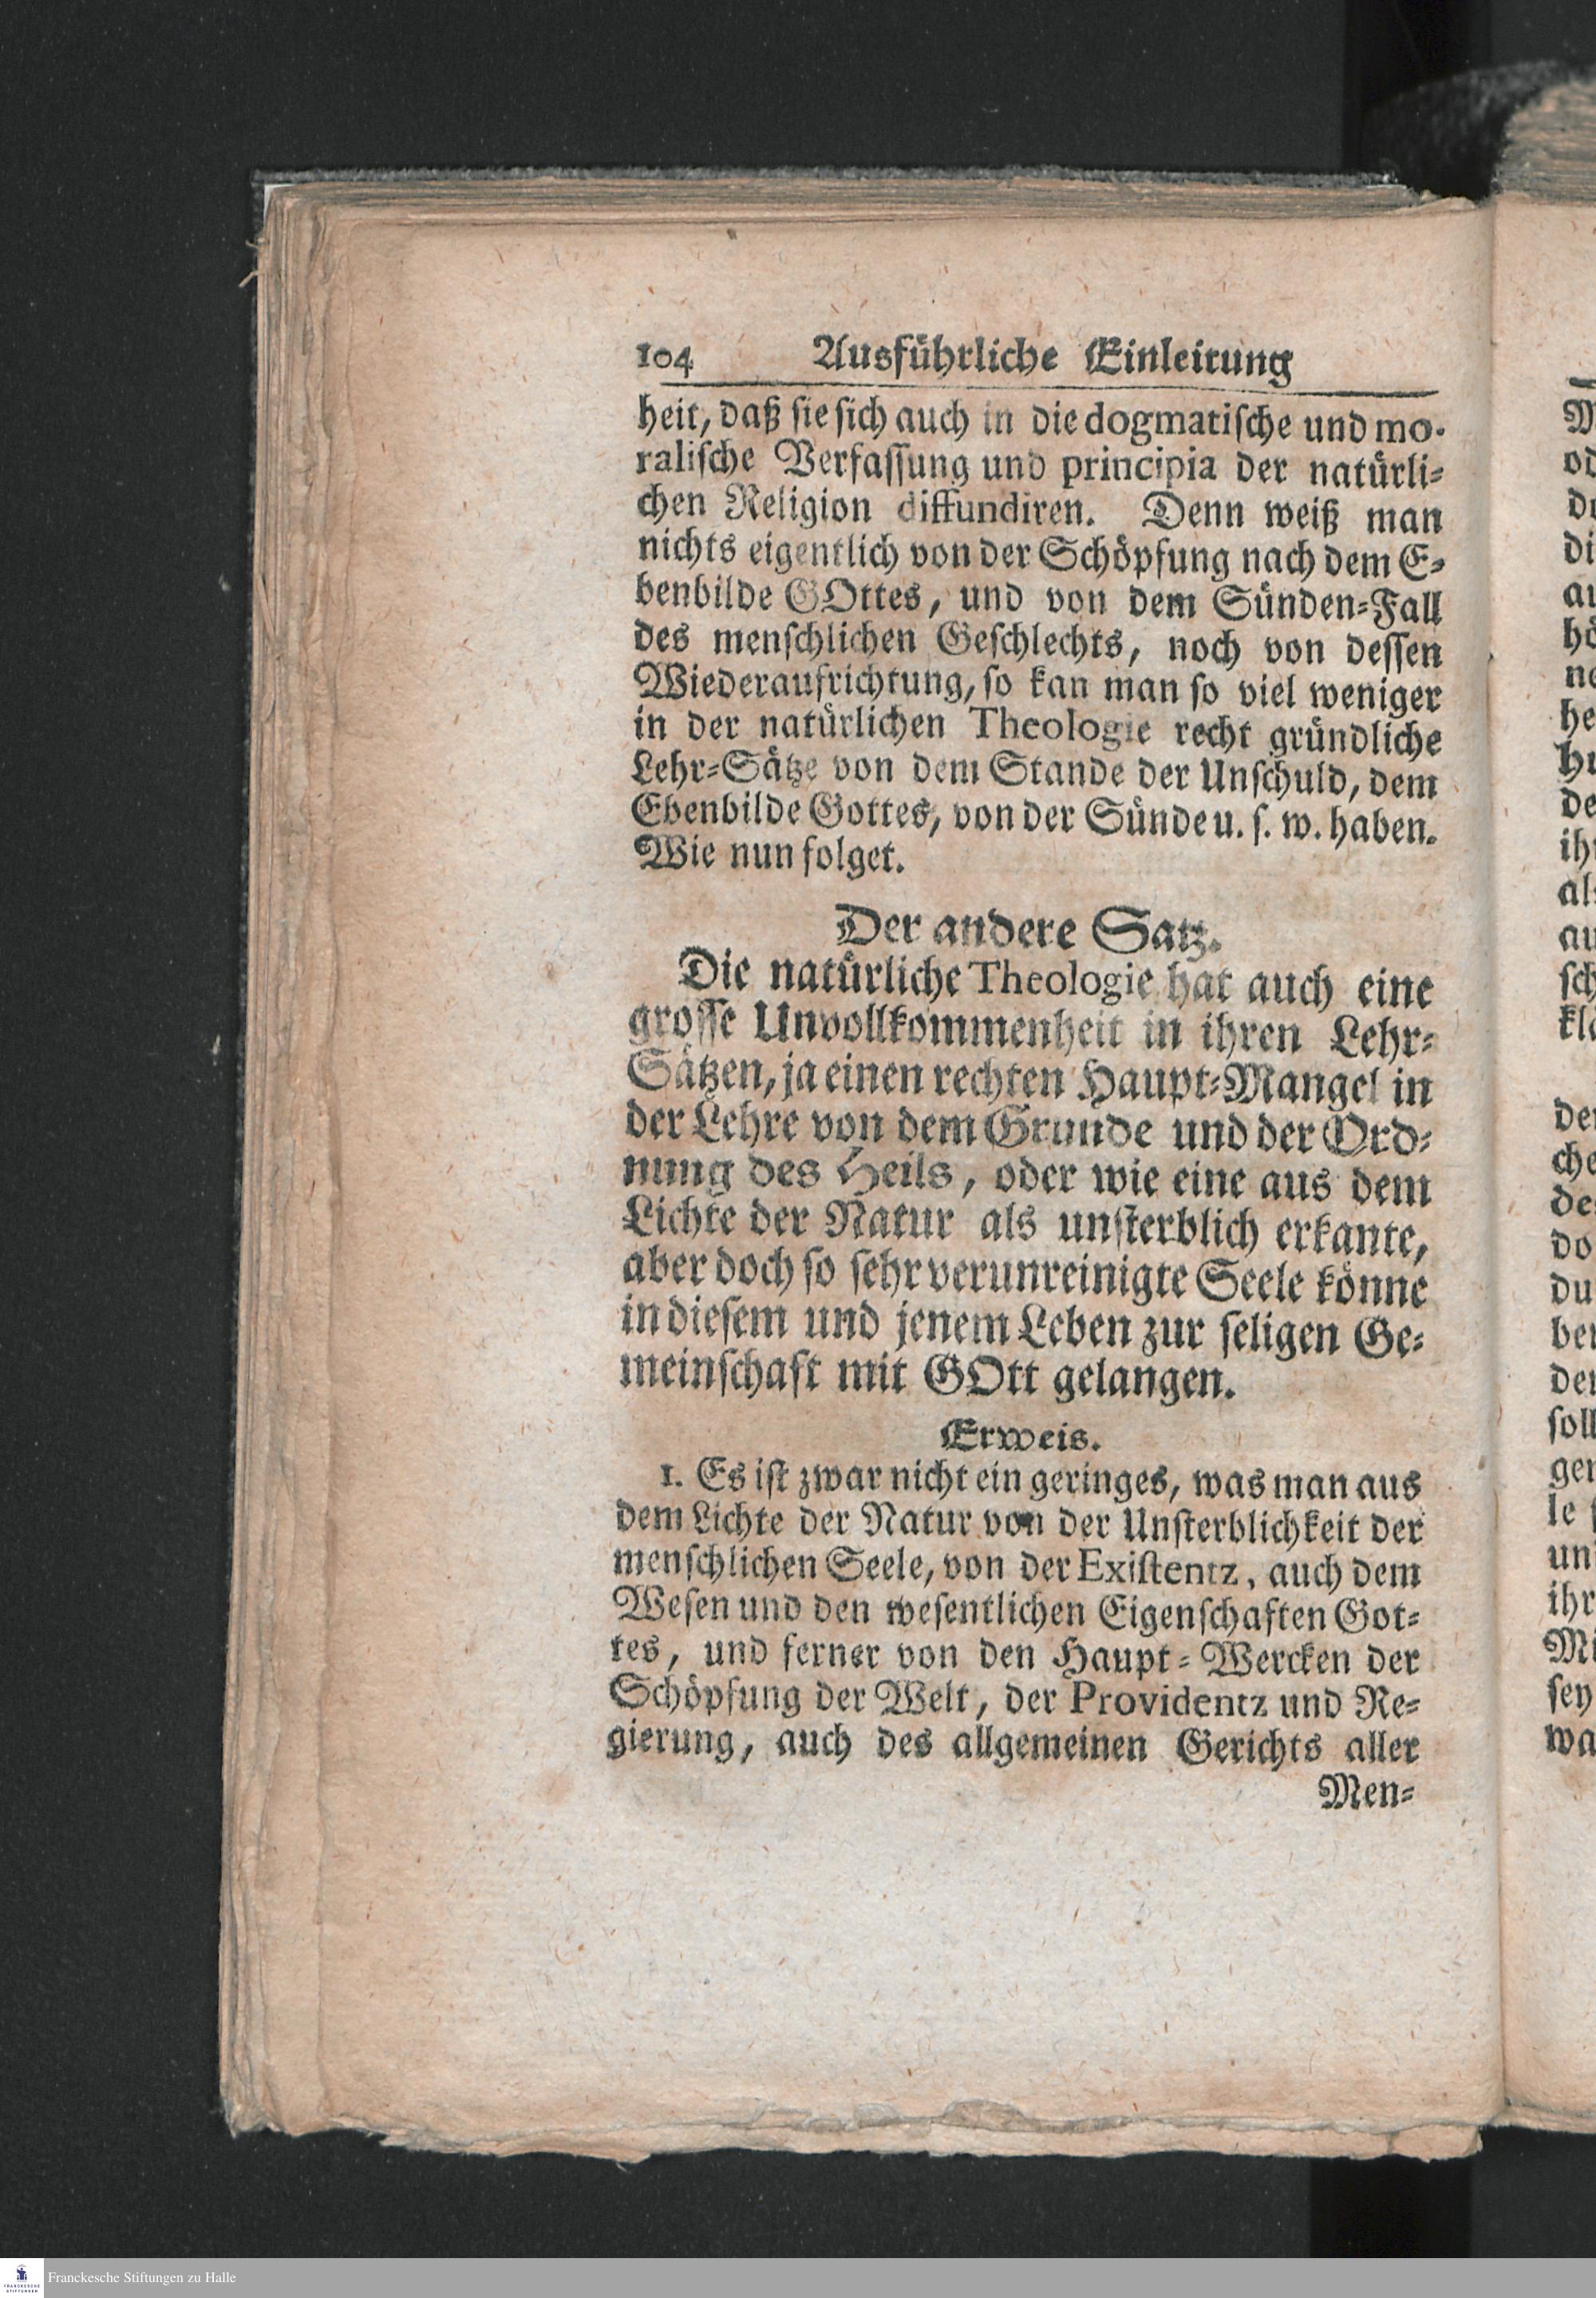 104 Ausführliche Einleitung
heit, daß sie sich auch in die dogmatische und mo-
ralische Verfassung und principia der natürli-
chen Religion diffundiren. Denn weiß man
nichts eigentlich von der Schöpfung nach dem E-
benbilde GOttes, und von dem Sünden-Fall
des menschlichen Geschlechts, noch von dessen
Wiederaufrichtung, so kan man so viel weniger
in der natürlichen Theologie recht gründliche
Lehr-Sätze von dem Stande der Unschuld, dem
Ebenbilde Gottes, von der Sünde u. s. w. haben.
Wie nun folget.
Der andere Satz.
Die natürliche Theologie hat auch eine
grosse Unvollkommenheit in ihren Lehr-
Sätzen, ja einen rechten Haupt-Mangel in
der Lehre von dem Grunde und der Ord-
nung des Heils, oder wie eine aus dem
Lichte der Natur als unsterblich erkante,
aber doch so sehr verunreinigte Seele könne
in diesem und jenem Leben zur seligen Ge-
meinschaft mit GOtt gelangen.
Erweis.
1. Es ist zwar nicht ein geringes, was man aus
dem Lichte der Natur von der Unsterblichkeit der
menschlichen Seele, von der Existentz, auch dem
Wesen und den wesentlichen Eigenschaften Got-
tes, und ferner von den Haupt-Wercken der
Schöpfung der Welt, der Providentz und Re-
gierung, auch des allgemeinen Gerichts aller
Men-
Franckesche Stiftungen zu Halle